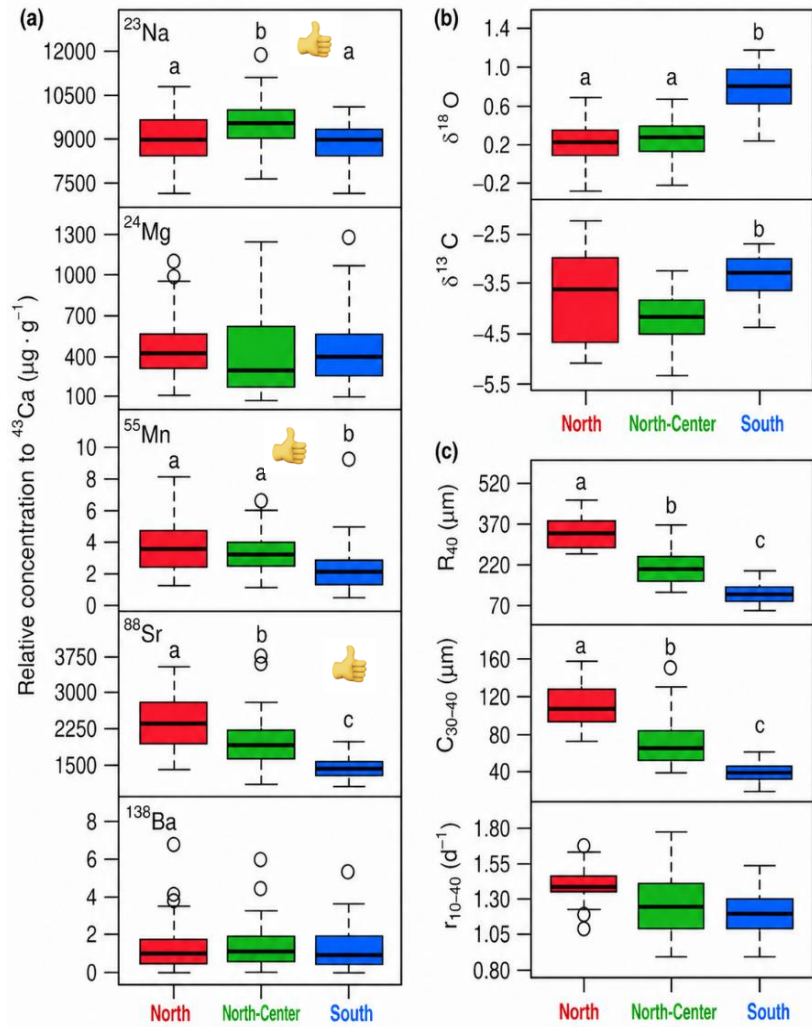 (a)
Relative concentration to ⁴³Ca (µg · g⁻¹)
²³Na
12000
10500
9000
7500
a
b
a
²⁴Mg
1300
1000
700
400
100
⁵⁵Mn
10
8
6
4
2
0
a
a
b
⁸⁸Sr
3750
3000
2250
1500
a
b
c
¹³⁸Ba
8
6
4
2
0
North
North-Center
South
(b)
δ¹⁸O
1.4
1.0
0.6
0.2
−0.2
a
a
b
δ¹³C
−2.5
−3.5
−4.5
−5.5
b
North
North-Center
South
(c)
R₄₀ (µm)
520
370
220
70
a
b
c
C₃₀₋₄₀ (µm)
160
120
80
40
a
b
c
r₁₀₋₄₀ (d⁻¹)
1.80
1.55
1.30
1.05
0.80
North
North-Center
South